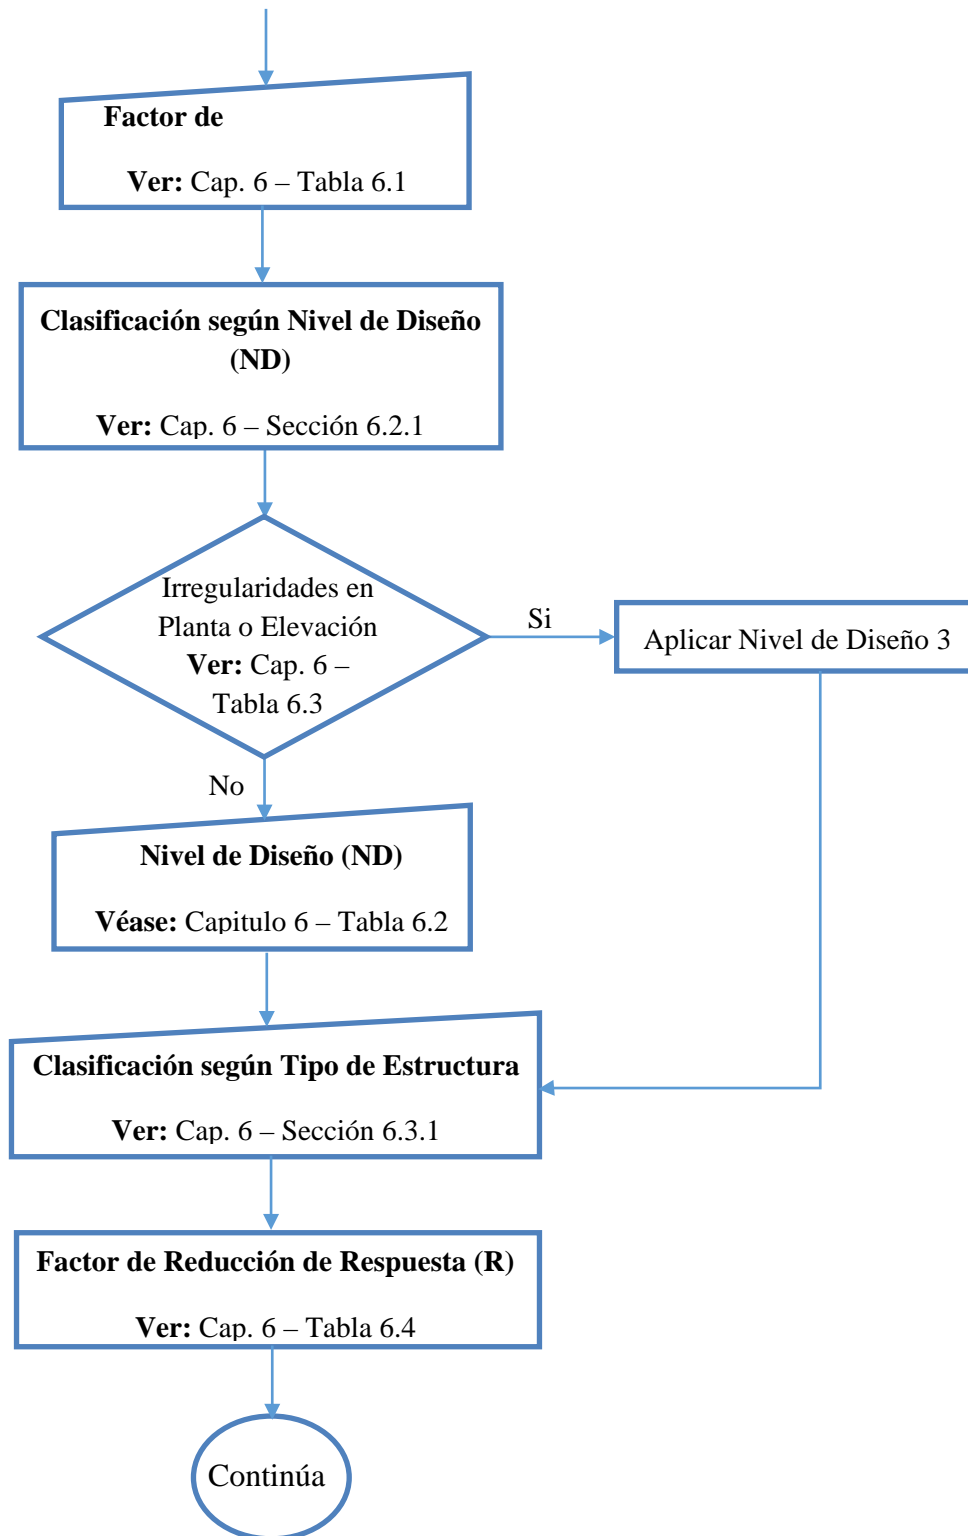 Factor de
Ver: Cap. 6 – Tabla 6.1
Clasificación según Nivel de Diseño
(ND)
Ver: Cap. 6 – Sección 6.2.1
Irregularidades en
Planta o Elevación
Ver: Cap. 6 –
Tabla 6.3
Si
Aplicar Nivel de Diseño 3
No
Nivel de Diseño (ND)
Véase: Capitulo 6 – Tabla 6.2
Clasificación según Tipo de Estructura
Ver: Cap. 6 – Sección 6.3.1
Factor de Reducción de Respuesta (R)
Ver: Cap. 6 – Tabla 6.4
Continúa